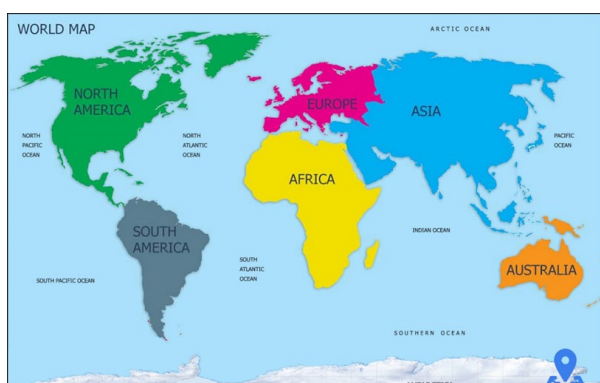 WORLD MAP
ARCTIC OCEAN
NORTH
AMERICA
EUROPE
ASIA
NORTH
PACIFIC
OCEAN
NORTH
ATLANTIC
OCEAN
PACIFIC
OCEAN
AFRICA
SOUTH
AMERICA
INDIAN OCEAN
SOUTH
ATLANTIC
OCEAN
AUSTRALIA
SOUTH PACIFIC OCEAN
SOUTHERN OCEAN